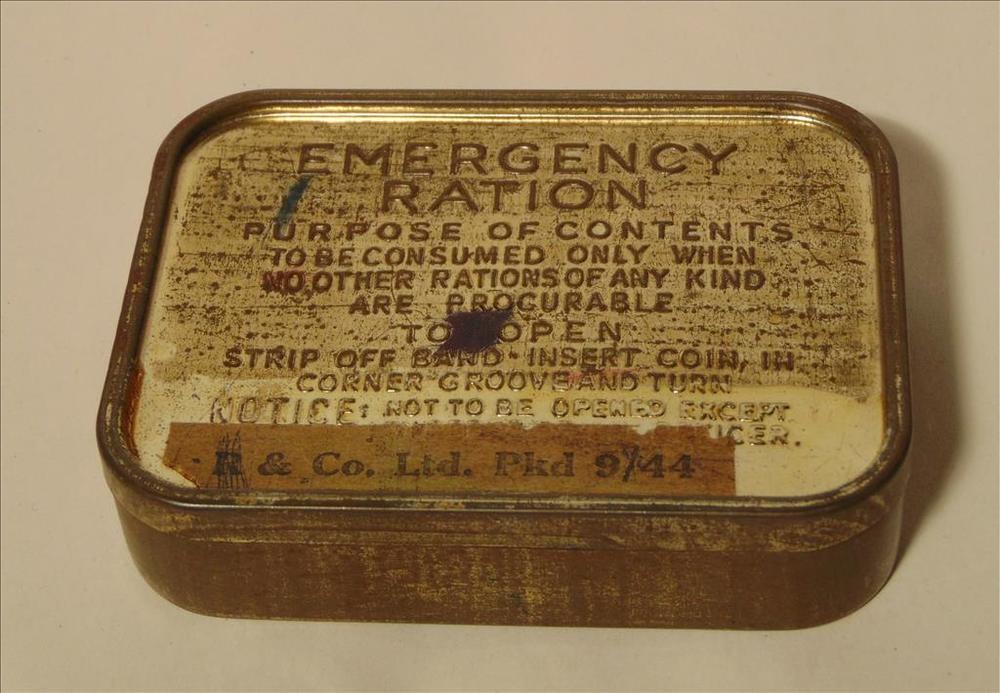 EMERGENCY
RATION
PURPOSE OF CONTENTS
TO BE CONSUMED ONLY WHEN
NO OTHER RATIONS OF ANY KIND
ARE PROCURABLE
TO OPEN
STRIP OFF BAND. INSERT COIN, IN
CORNER GROOVE AND TURN
NOTICE: NOT TO BE OPENED EXCEPT
& Co. Ltd. Pkd 9/44